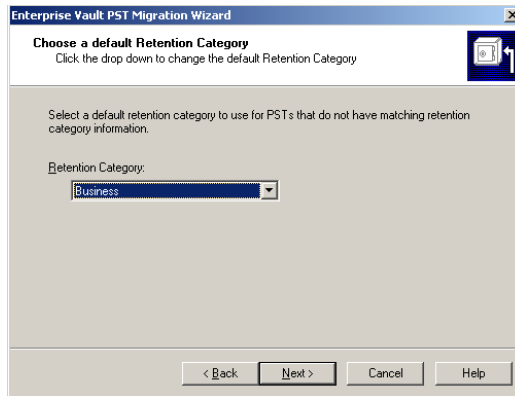 Enterprise Vault PST Migration Wizard
Choose a default Retention Category
Click the drop down to change the default Retention Category
Select a default retention category to use for PSTs that do not have matching retention
category information.
Retention Category:
Business
< Back Next > Cancel Help